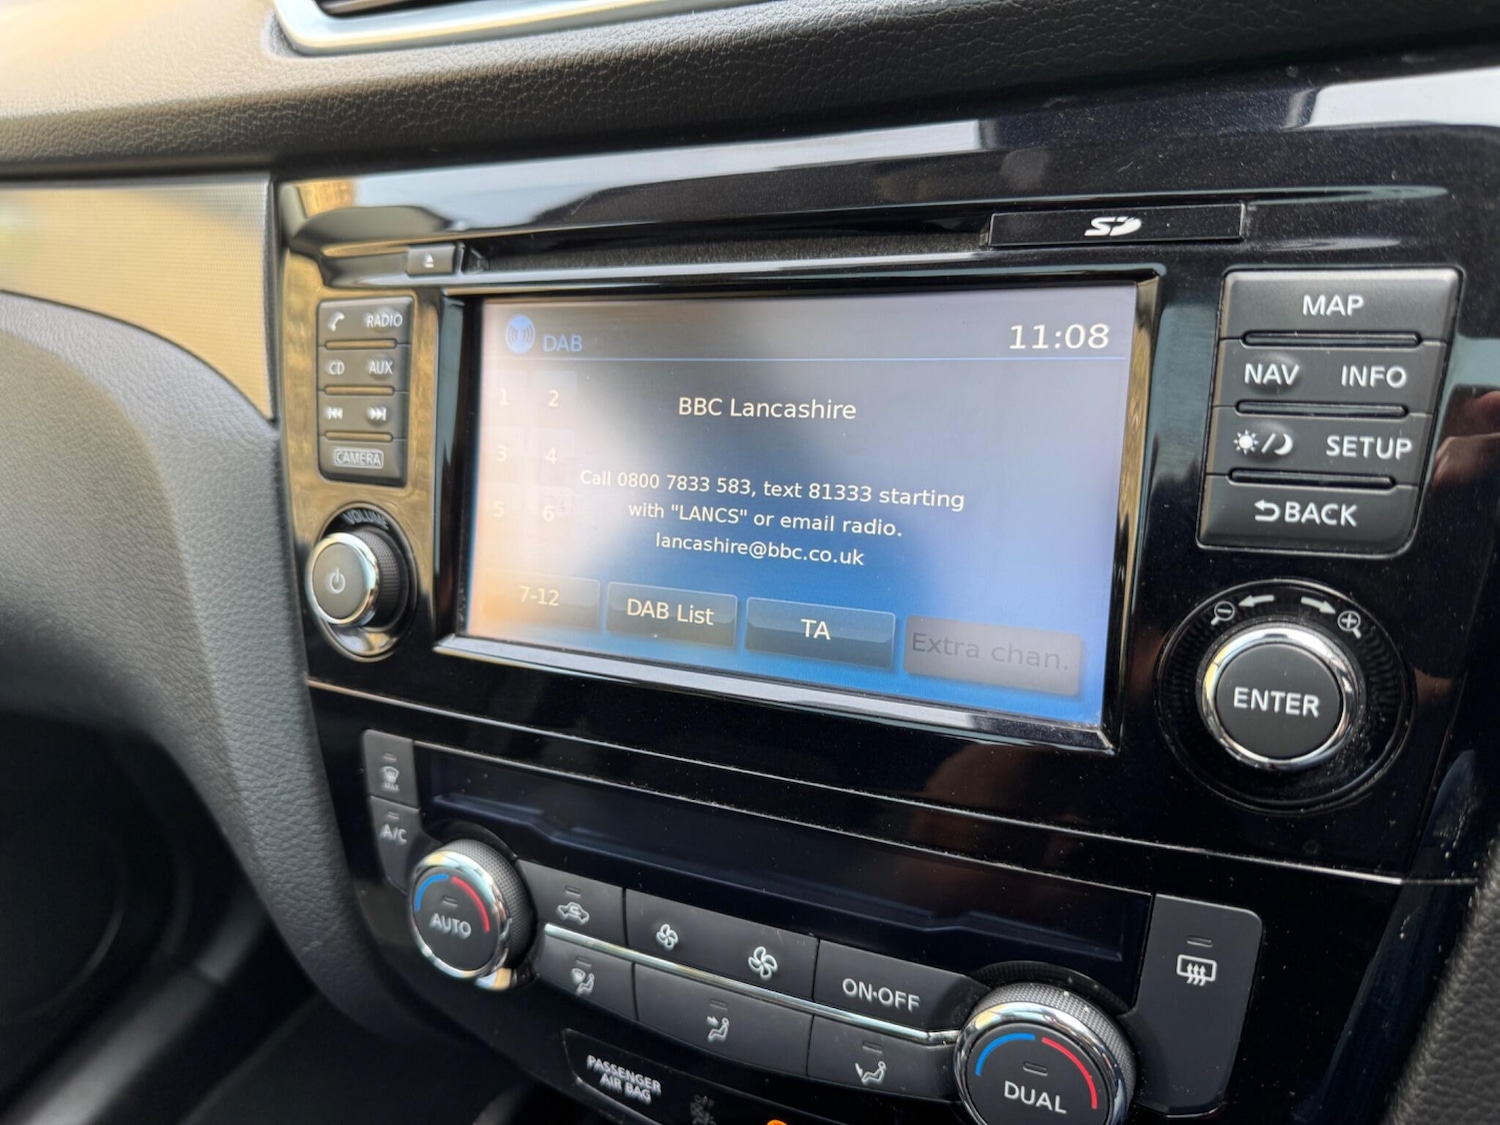 SD
MAP
RADIO
NAV INFO
CD AUX
SETUP
CAMERA
BACK
VOLUME
ENTER
DAB
11:08
1 2
BBC Lancashire
3 4
Call 0800 7833 583, text 81333 starting
5 6
with "LANCS" or email radio.
lancashire@bbc.co.uk
7-12 DAB List TA Extra chan.
MAX
A/C
AUTO
ON·OFF
DUAL
PASSENGER
AIR BAG